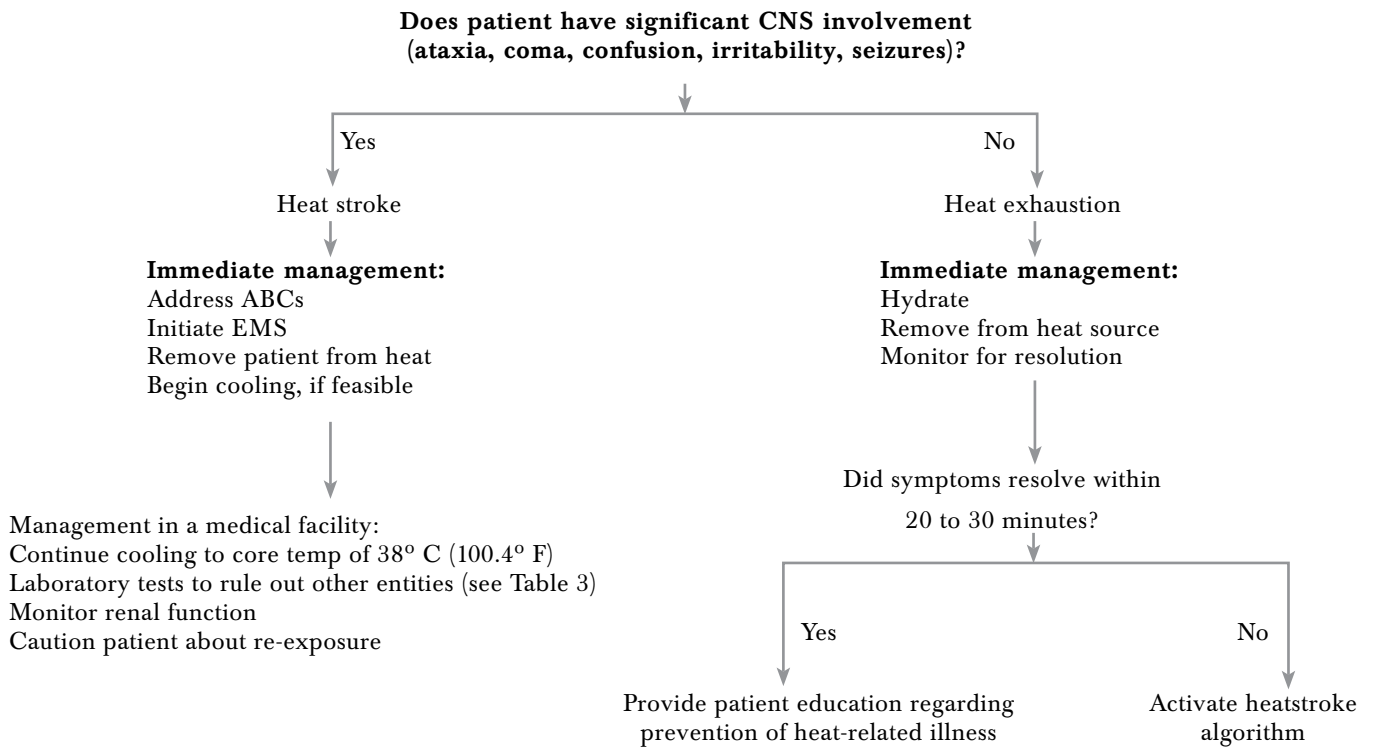 Does patient have significant CNS involvement
(ataxia, coma, confusion, irritability, seizures)?
Yes
No
Heat stroke
Heat exhaustion
Immediate management:
Address ABCs
Initiate EMS
Remove patient from heat
Begin cooling, if feasible
Immediate management:
Hydrate
Remove from heat source
Monitor for resolution
Management in a medical facility:
Continue cooling to core temp of 38º C (100.4º F)
Laboratory tests to rule out other entities (see Table 3)
Monitor renal function
Caution patient about re-exposure
Did symptoms resolve within
20 to 30 minutes?
Yes
No
Provide patient education regarding
prevention of heat-related illness
Activate heatstroke
algorithm